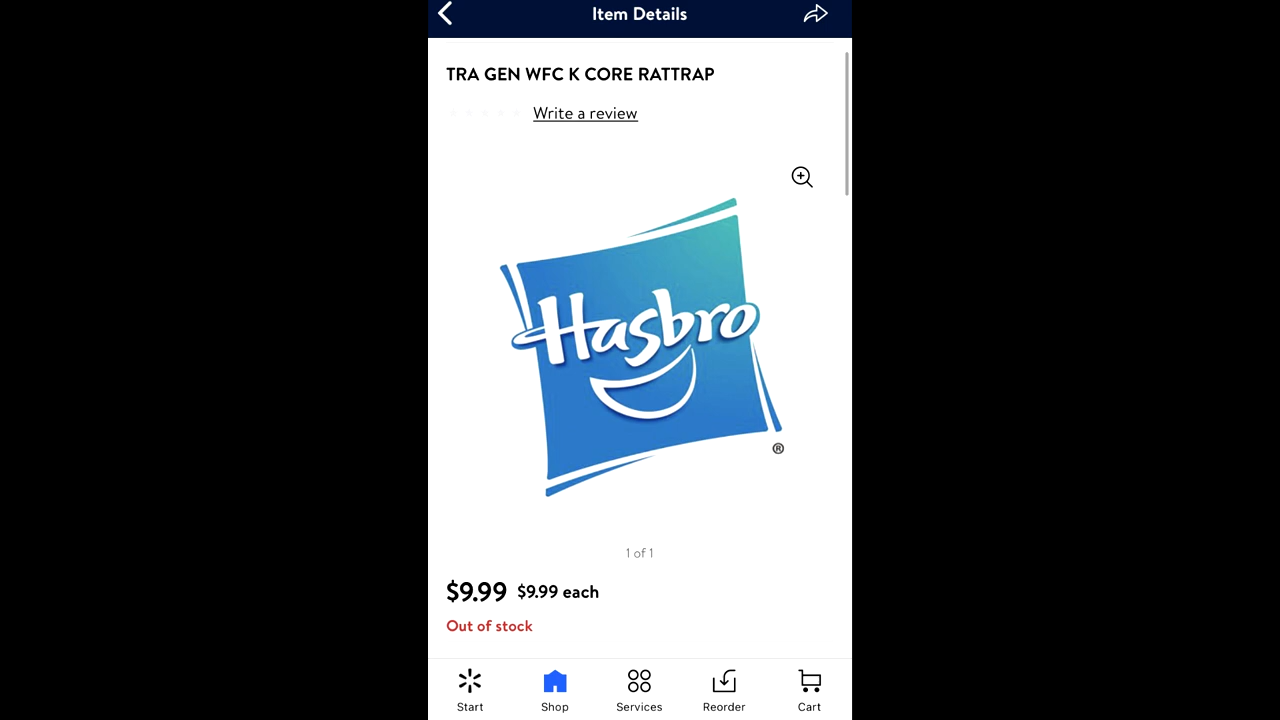 Item Details
TRA GEN WFC K CORE RATTRAP
Write a review
Hasbro
®
1 of 1
$9.99 $9.99 each
Out of stock
Start Shop Services Reorder Cart